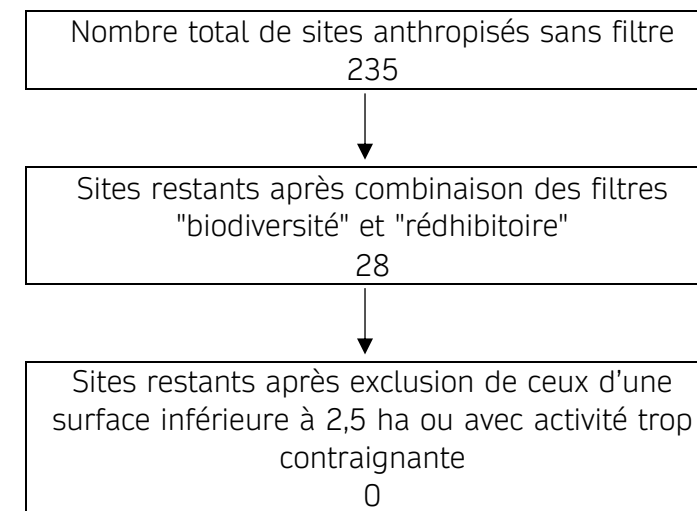 Nombre total de sites anthropisés sans filtre
235
Sites restants après combinaison des filtres
"biodiversité" et "rédhibitoire"
28
Sites restants après exclusion de ceux d’une
surface inférieure à 2,5 ha ou avec activité trop
contraignante
0